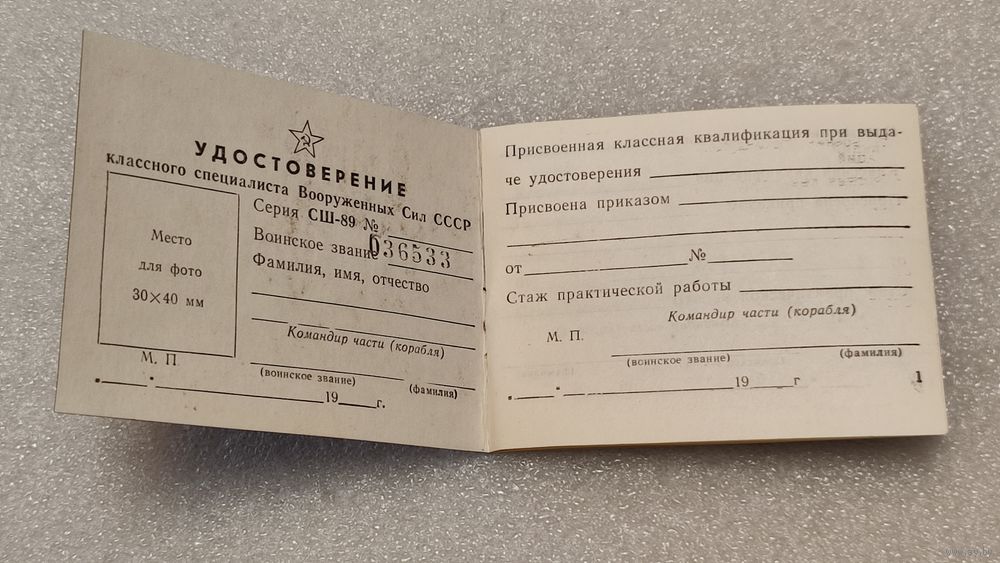 УДОСТОВЕРЕНИЕ
классного специалиста Вооруженных Сил СССР
Серия СШ-89 №
036533
Воинское звание
Фамилия, имя, отчество
Место
для фото
30×40 мм
М. П.
Командир части (корабля)
(воинское звание) (фамилия)
19 г.
Присвоенная классная квалификация при выда-
че удостоверения
Присвоена приказом
от №
Стаж практической работы
Командир части (корабля)
М. П.
(воинское звание) (фамилия)
19 г
1